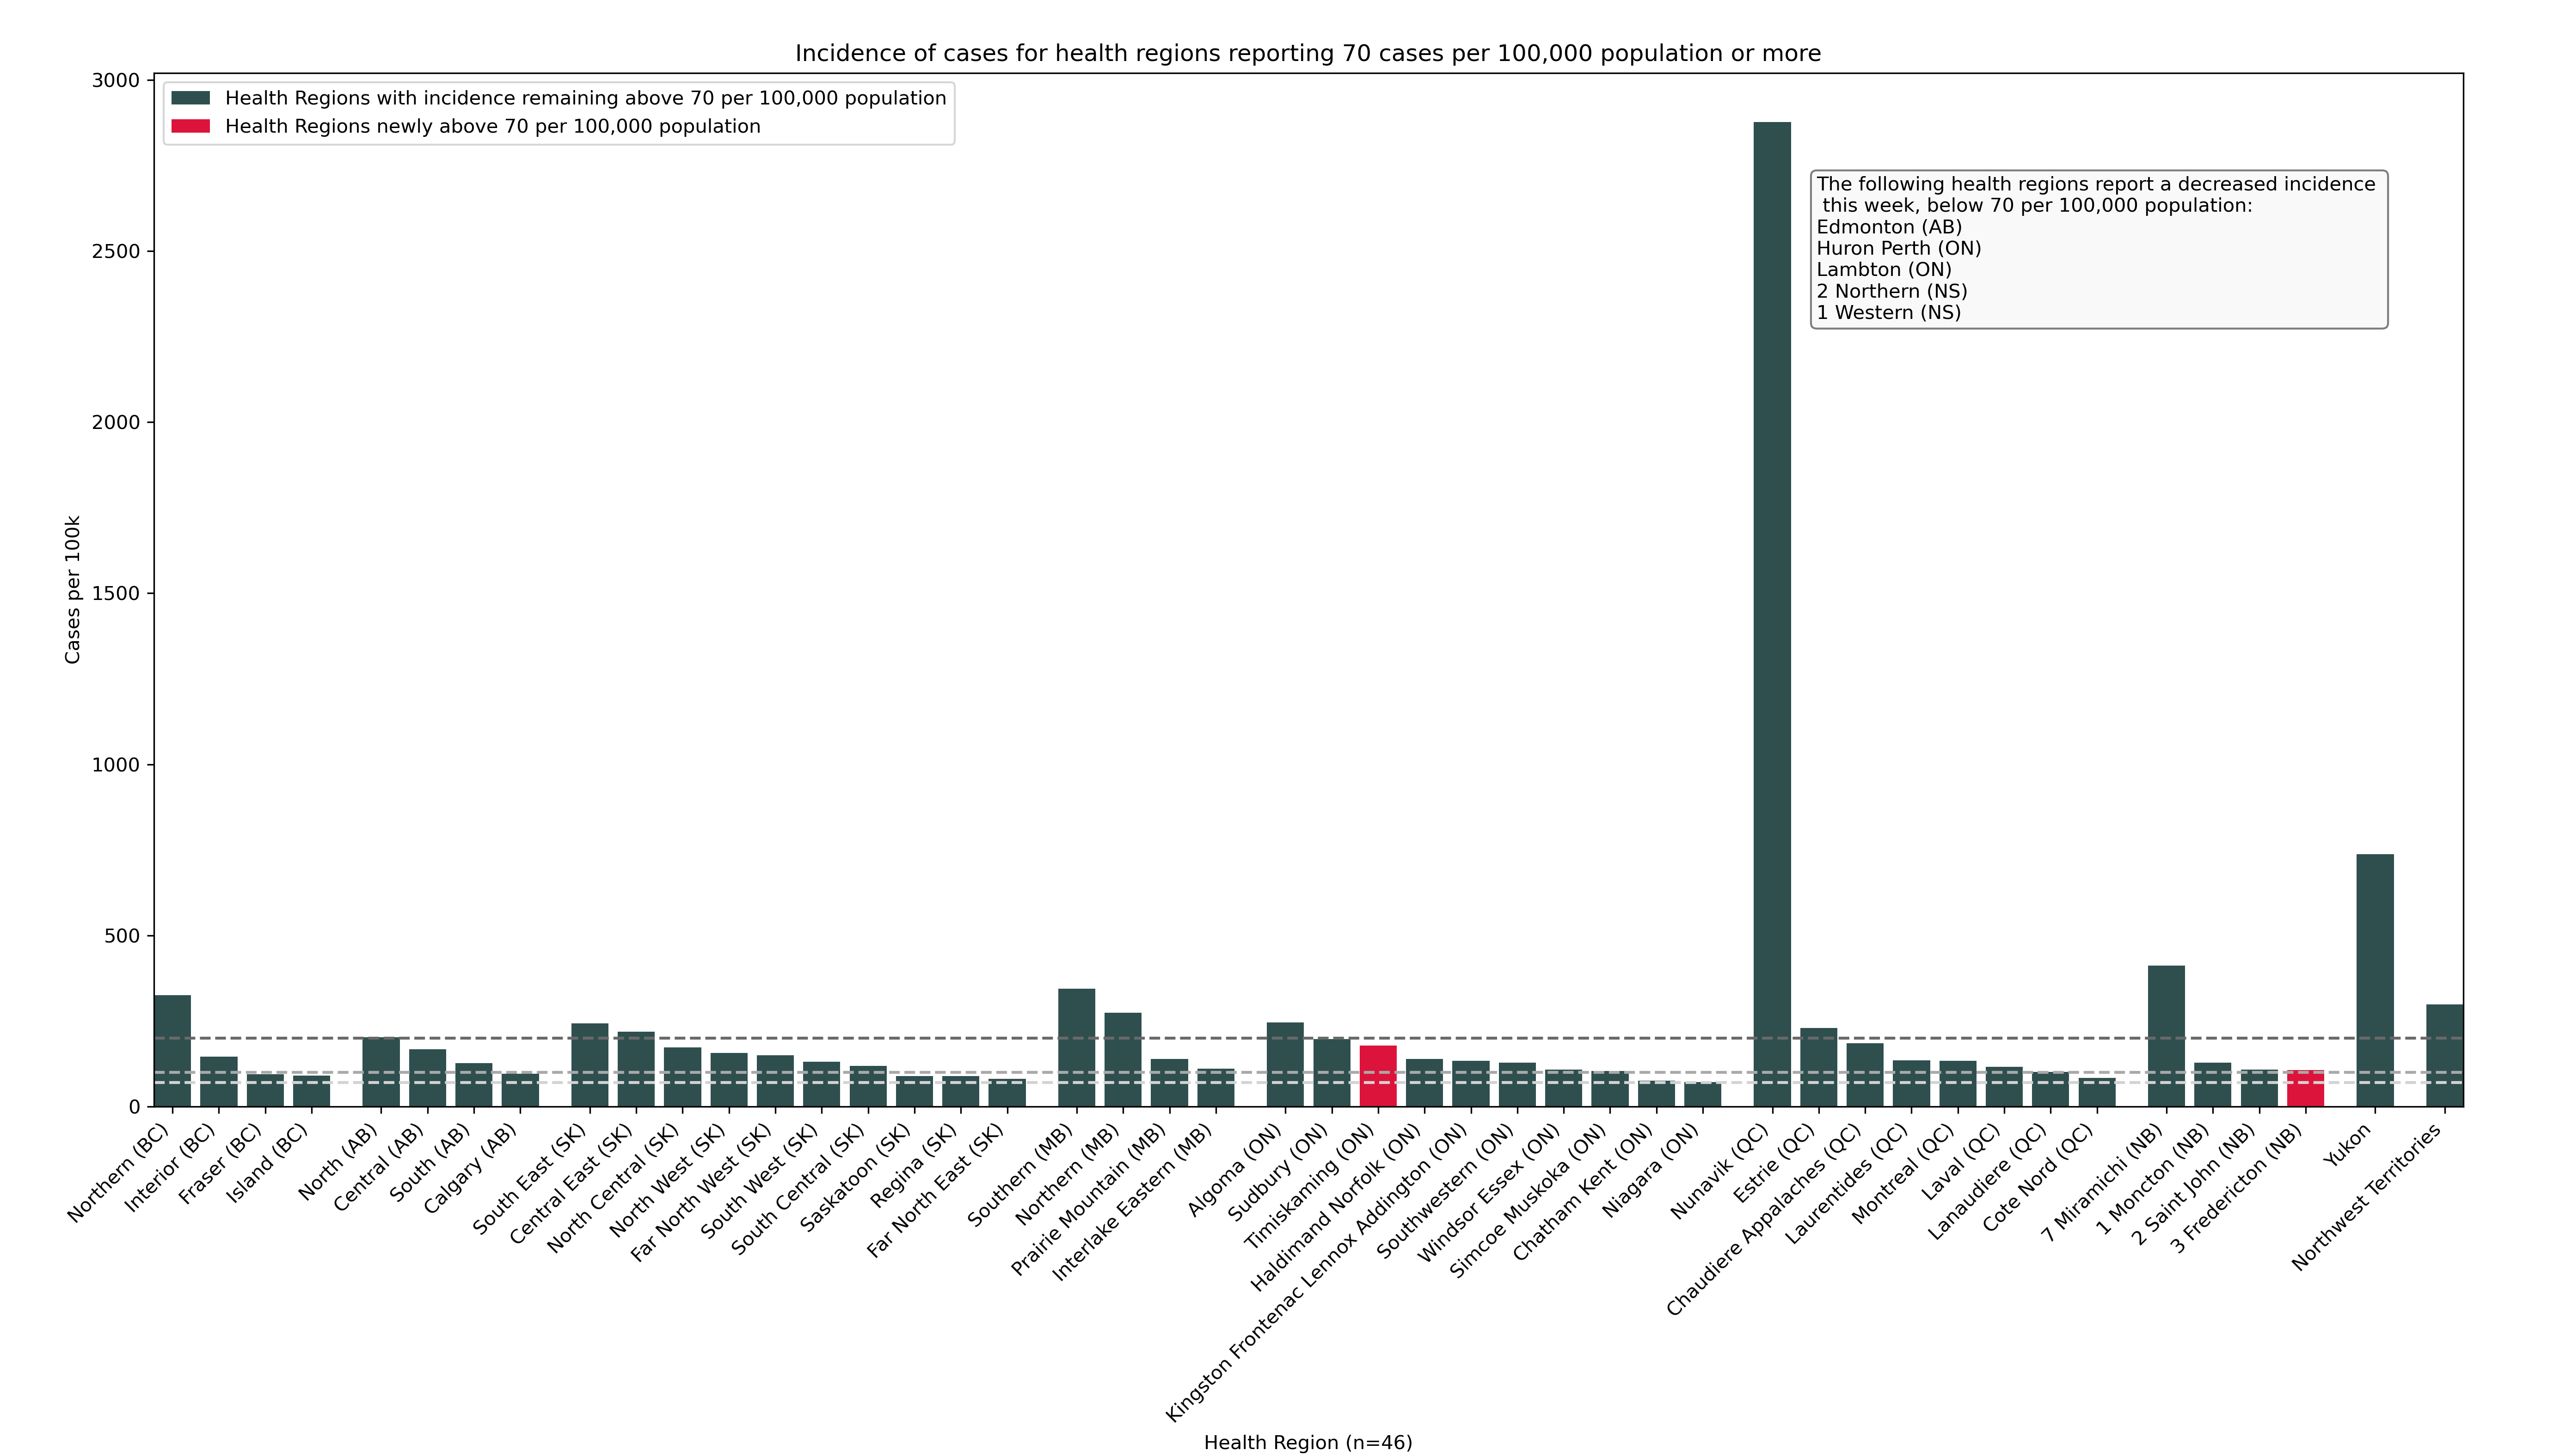 Incidence of cases for health regions reporting 70 cases per 100,000 population or more
Health Regions with incidence remaining above 70 per 100,000 population
Health Regions newly above 70 per 100,000 population
The following health regions report a decreased incidence
this week, below 70 per 100,000 population:
Edmonton (AB)
Huron Perth (ON)
Lambton (ON)
2 Northern (NS)
1 Western (NS)
Cases per 100k
3000
2500
2000
1500
1000
500
0
Northern (BC)
Interior (BC)
Fraser (BC)
Island (BC)
North (AB)
Central (AB)
South (AB)
Calgary (AB)
South East (SK)
Central East (SK)
North Central (SK)
North West (SK)
Far North West (SK)
South West (SK)
South Central (SK)
Saskatoon (SK)
Regina (SK)
Far North East (SK)
Southern (MB)
Northern (MB)
Prairie Mountain (MB)
Interlake Eastern (MB)
Algoma (ON)
Sudbury (ON)
Timiskaming (ON)
Haldimand Norfolk (ON)
Kingston Frontenac Lennox Addington (ON)
Southwestern (ON)
Windsor Essex (ON)
Simcoe Muskoka (ON)
Chatham Kent (ON)
Niagara (ON)
Nunavik (QC)
Estrie (QC)
Chaudiere Appalaches (QC)
Laurentides (QC)
Montreal (QC)
Laval (QC)
Lanaudiere (QC)
Cote Nord (QC)
7 Miramichi (NB)
1 Moncton (NB)
2 Saint John (NB)
3 Fredericton (NB)
Yukon
Northwest Territories
Health Region (n=46)